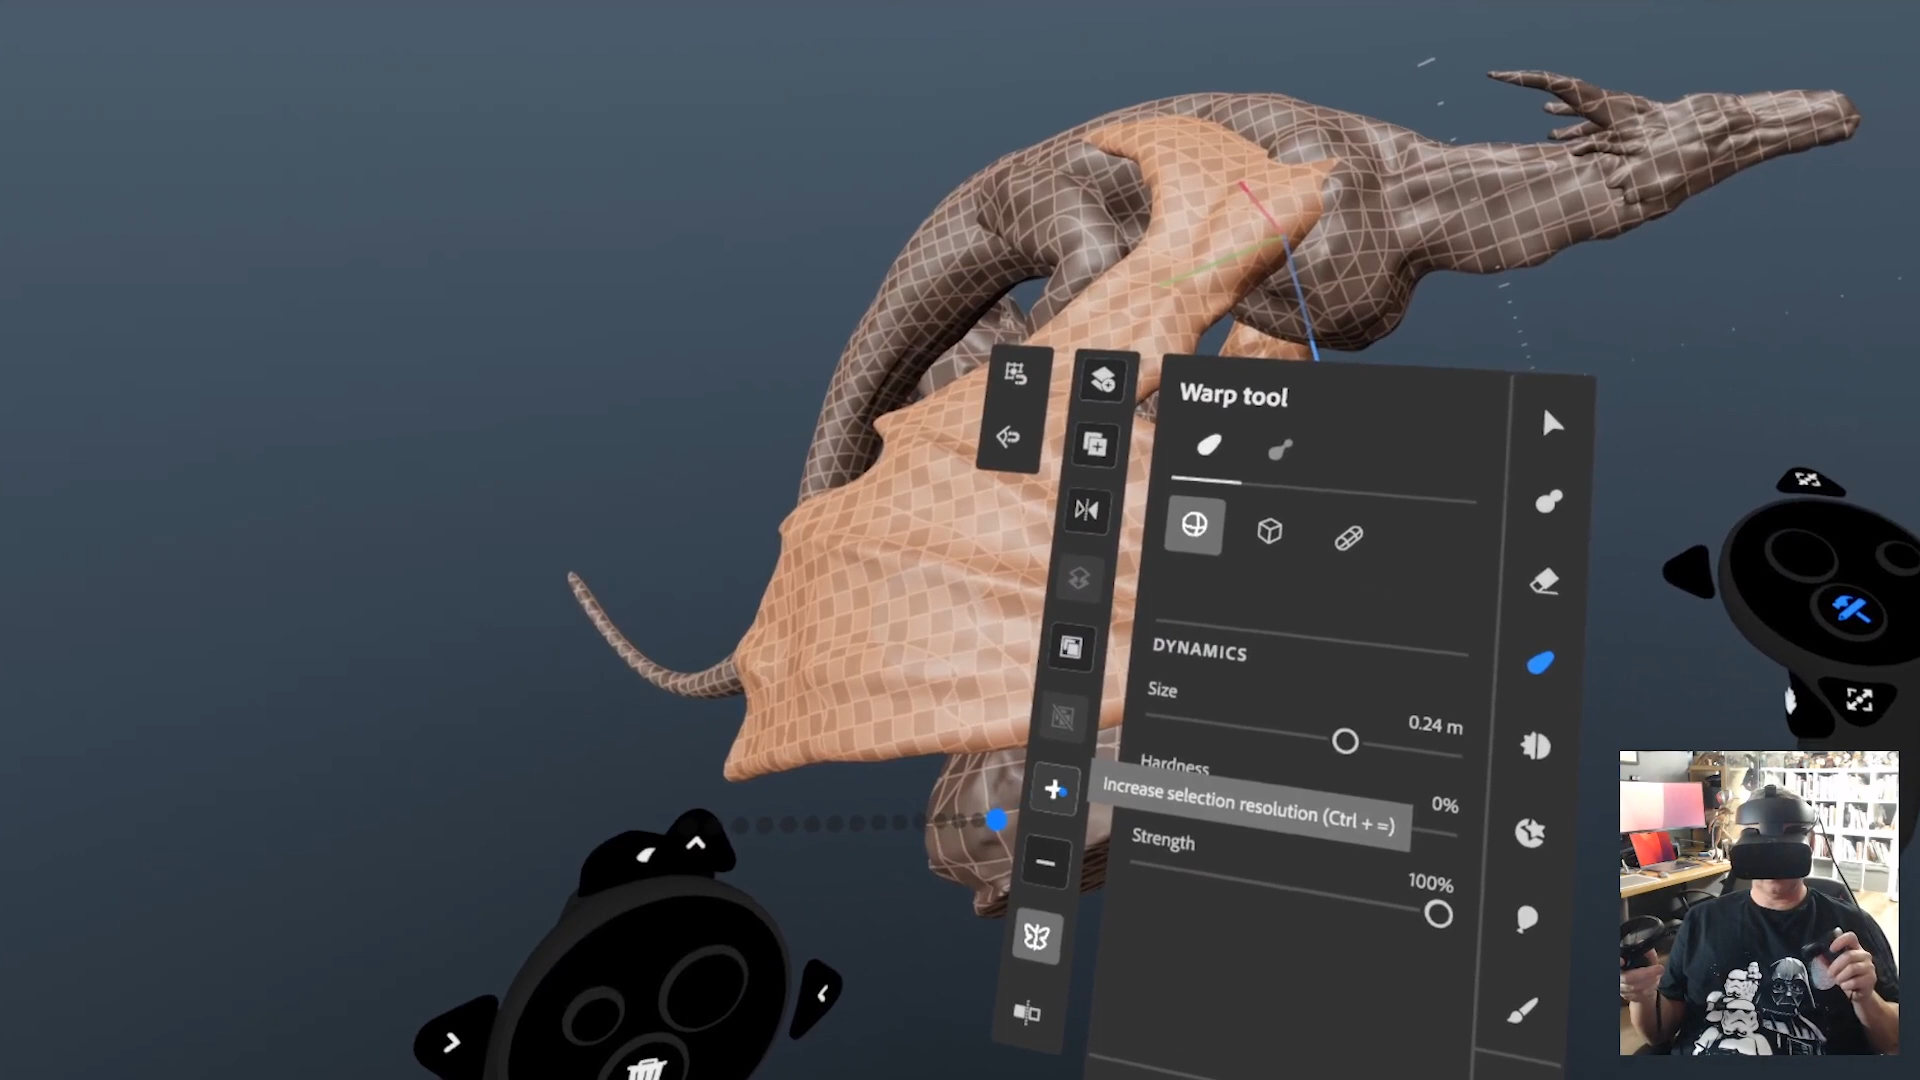 Warp tool
DYNAMICS
Size
0.24 m
Hardness
0%
Increase selection resolution (Ctrl + =)
Strength
100%